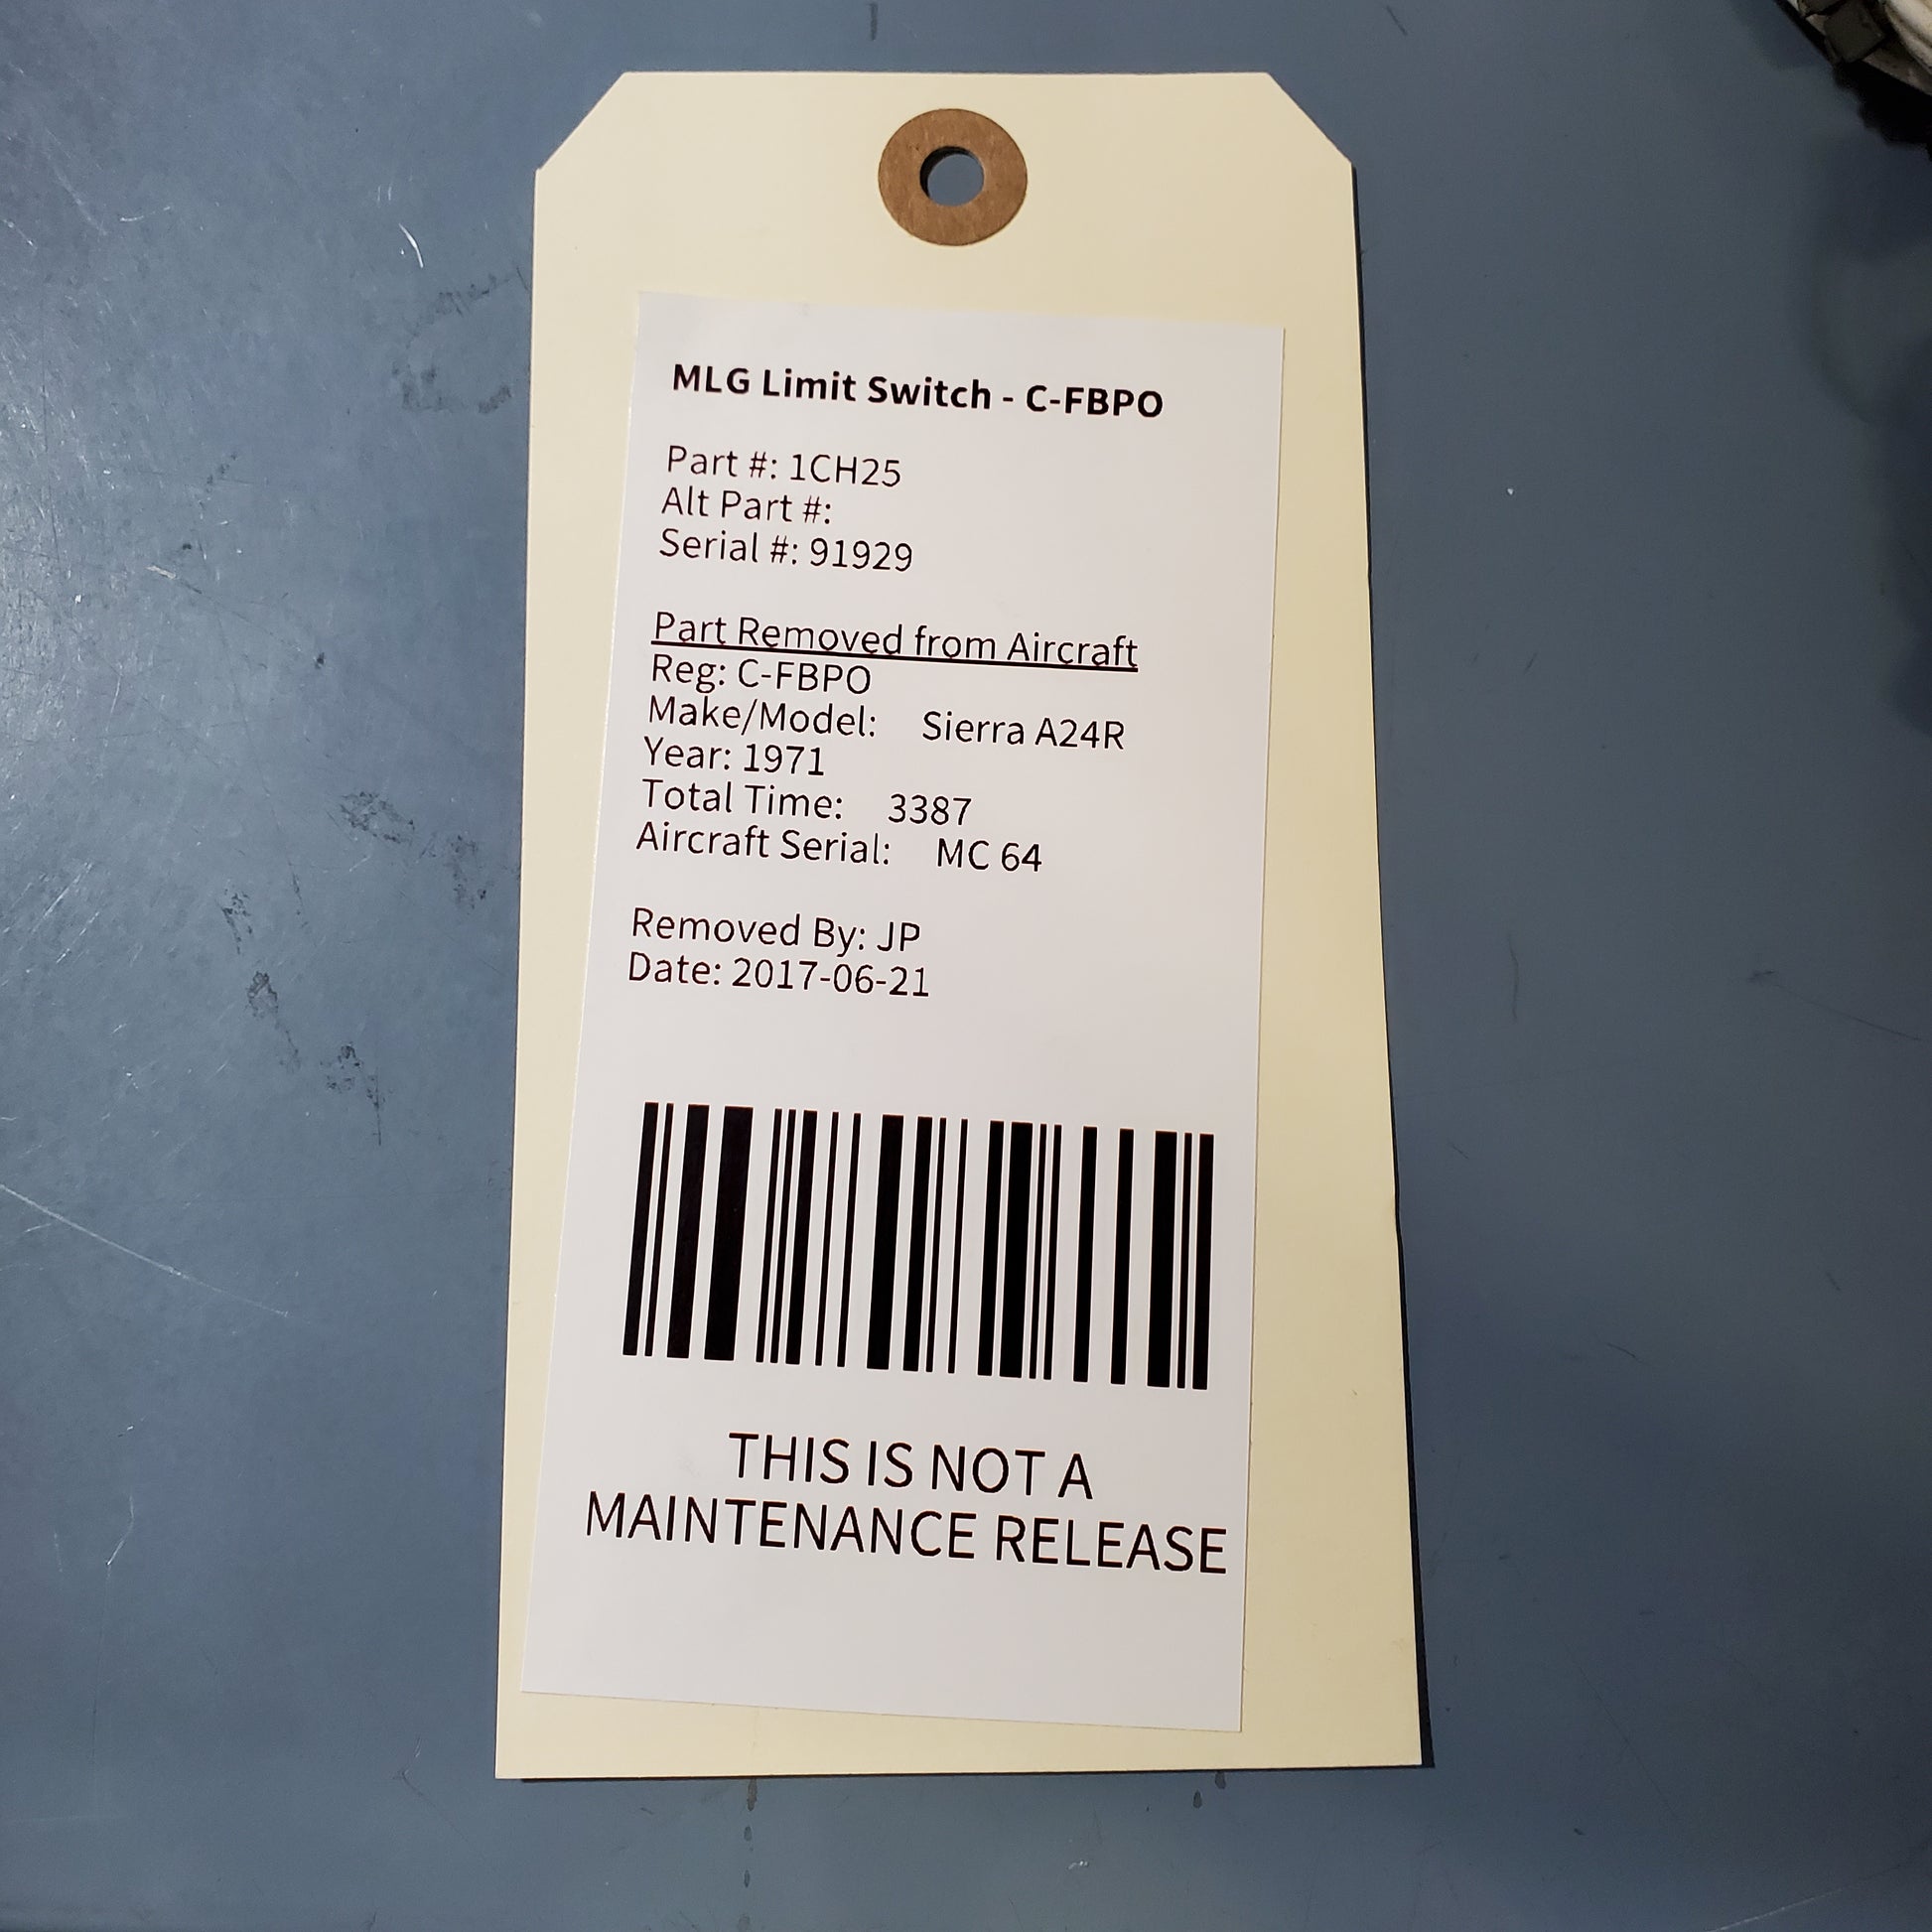 MLG Limit Switch - C-FBPO
Part #: 1CH25
Alt Part #:
Serial #: 91929
Part Removed from Aircraft
Reg: C-FBPO
Make/Model: Sierra A24R
Year: 1971
Total Time: 3387
Aircraft Serial: MC 64
Removed By: JP
Date: 2017-06-21
THIS IS NOT A
MAINTENANCE RELEASE